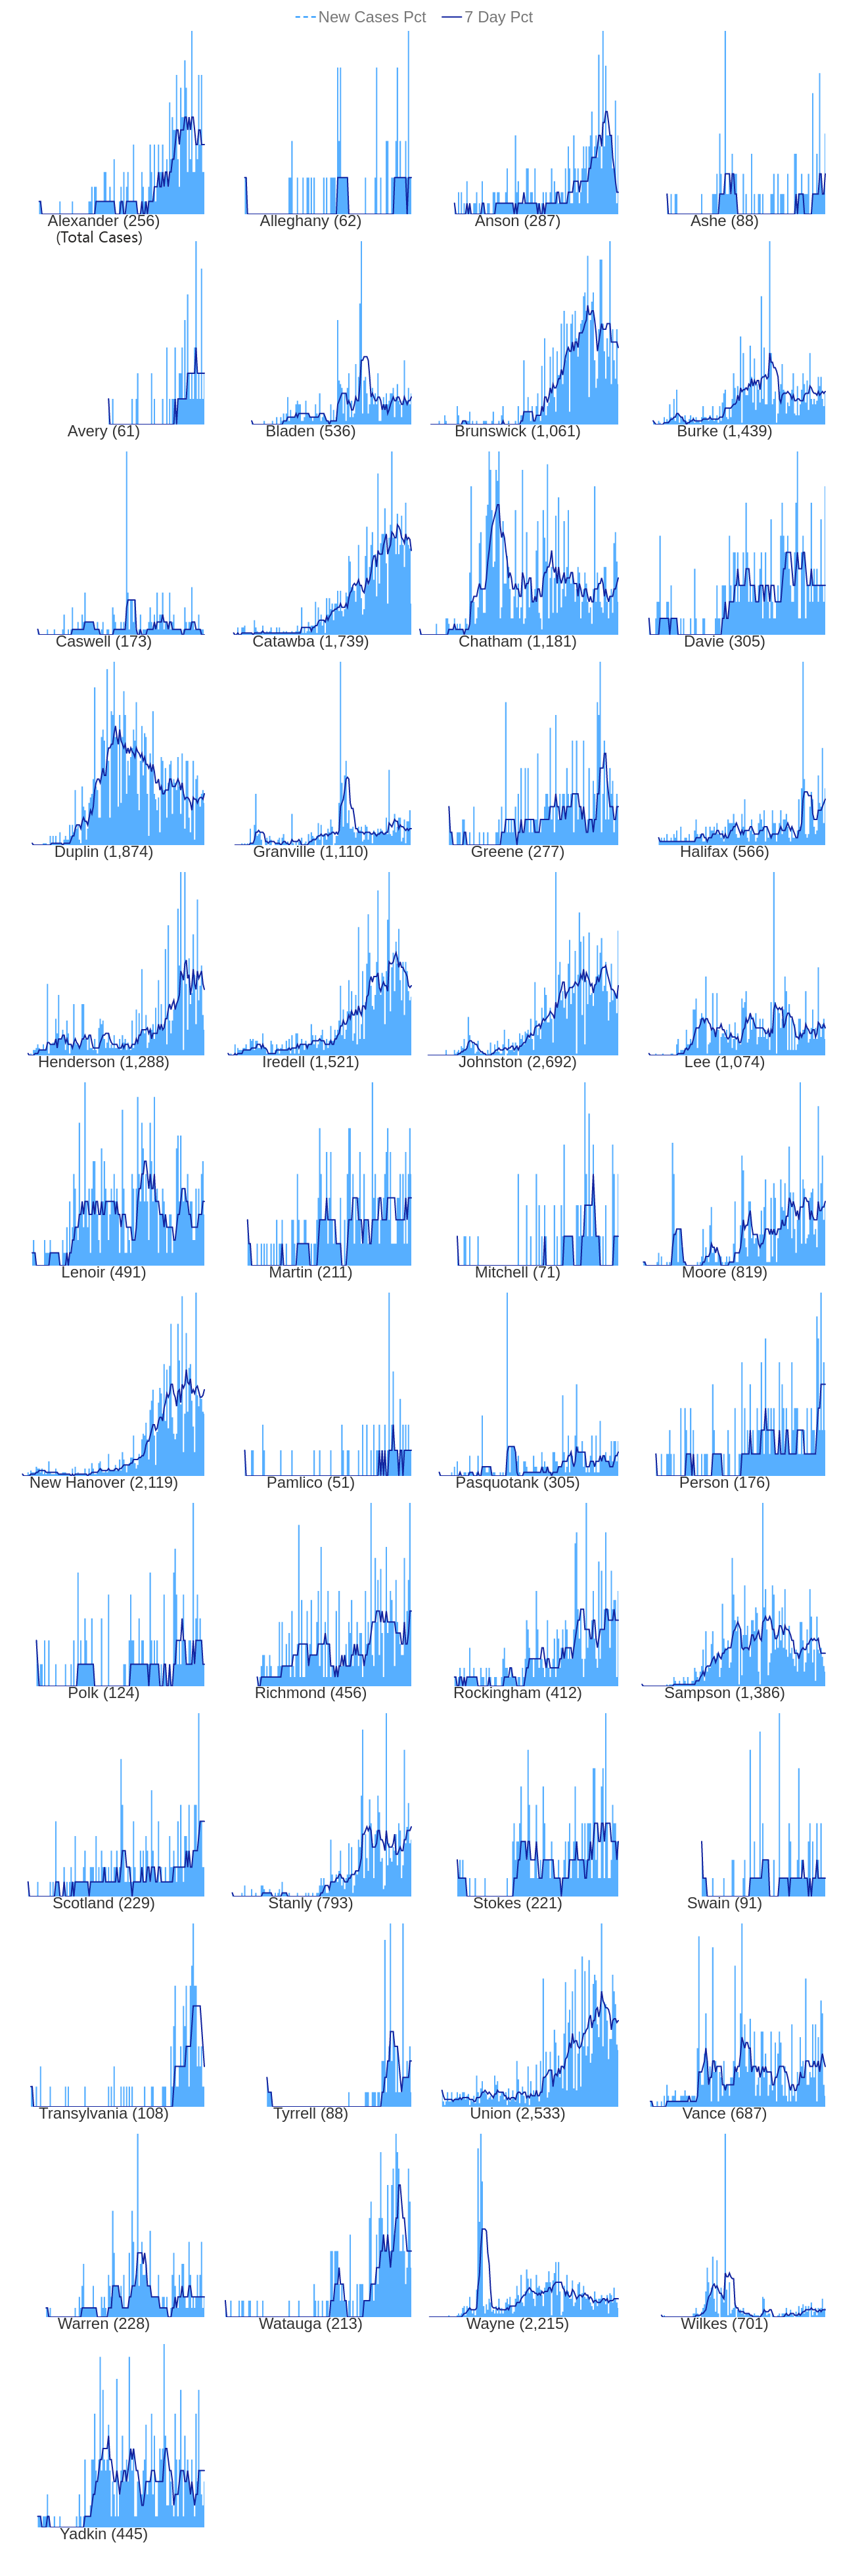 New Cases Pct 7 Day Pct
Alexander (256) Alleghany (62) Anson (287) Ashe (88)
(Total Cases)
Avery (61) Bladen (536) Brunswick (1,061) Burke (1,439)
Caswell (173) Catawba (1,739) Chatham (1,181) Davie (305)
Duplin (1,874) Granville (1,110) Greene (277) Halifax (566)
Henderson (1,288) Iredell (1,521) Johnston (2,692) Lee (1,074)
Lenoir (491) Martin (211) Mitchell (71) Moore (819)
New Hanover (2,119) Pamlico (51) Pasquotank (305) Person (176)
Polk (124) Richmond (456) Rockingham (412) Sampson (1,386)
Scotland (229) Stanly (793) Stokes (221) Swain (91)
Transylvania (108) Tyrrell (88) Union (2,533) Vance (687)
Warren (228) Watauga (213) Wayne (2,215) Wilkes (701)
Yadkin (445)